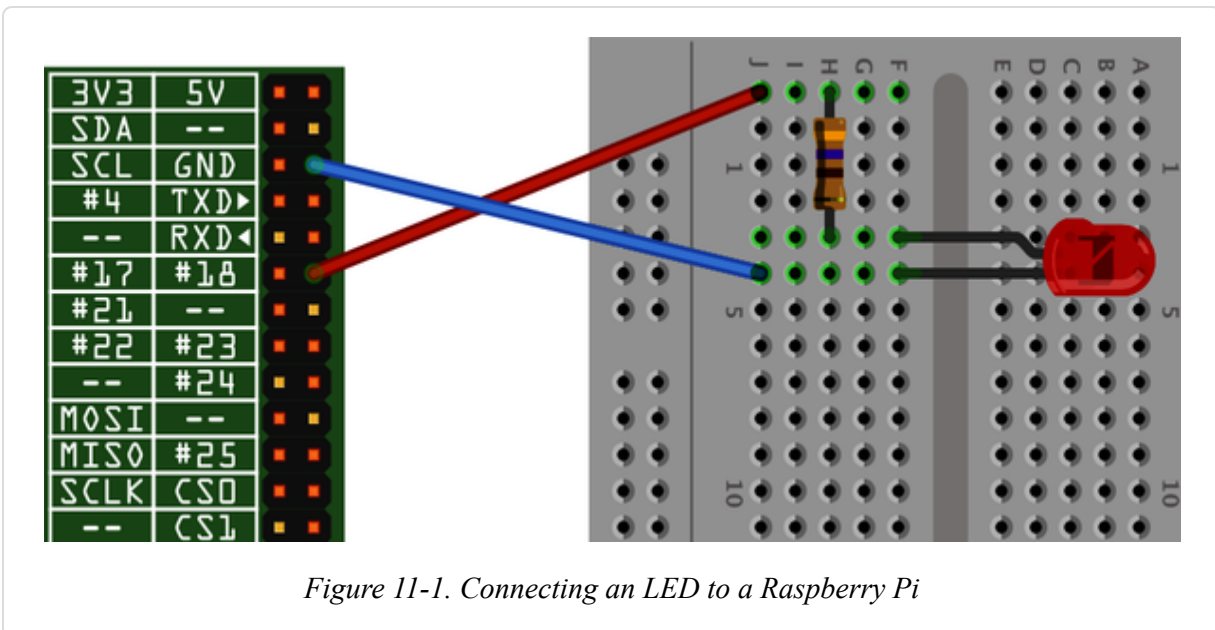 3V3 5V
SDA --
SCL GND
#4 TXD▶
-- RXD◀
#17 #18
#21 --
#22 #23
-- #24
MOSI --
MISO #25
SCLK CS0
-- CS1
J I H G F E D C B A
1 1
5 5
10 10
Figure 11-1. Connecting an LED to a Raspberry Pi